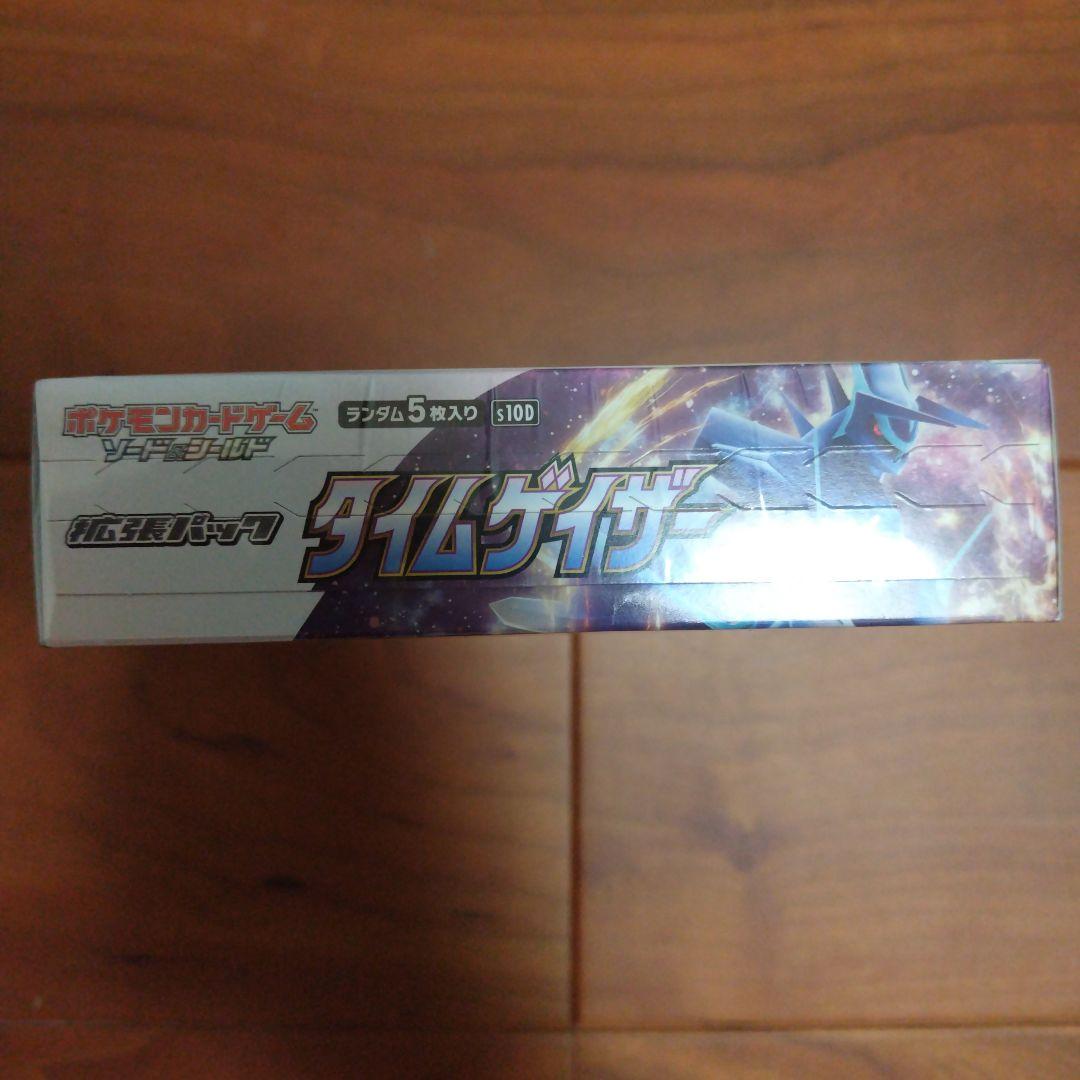 ポケモンカードゲーム™
ソード&シールド
ランダム5枚入り S10D
拡張パック
タイムゲイザー